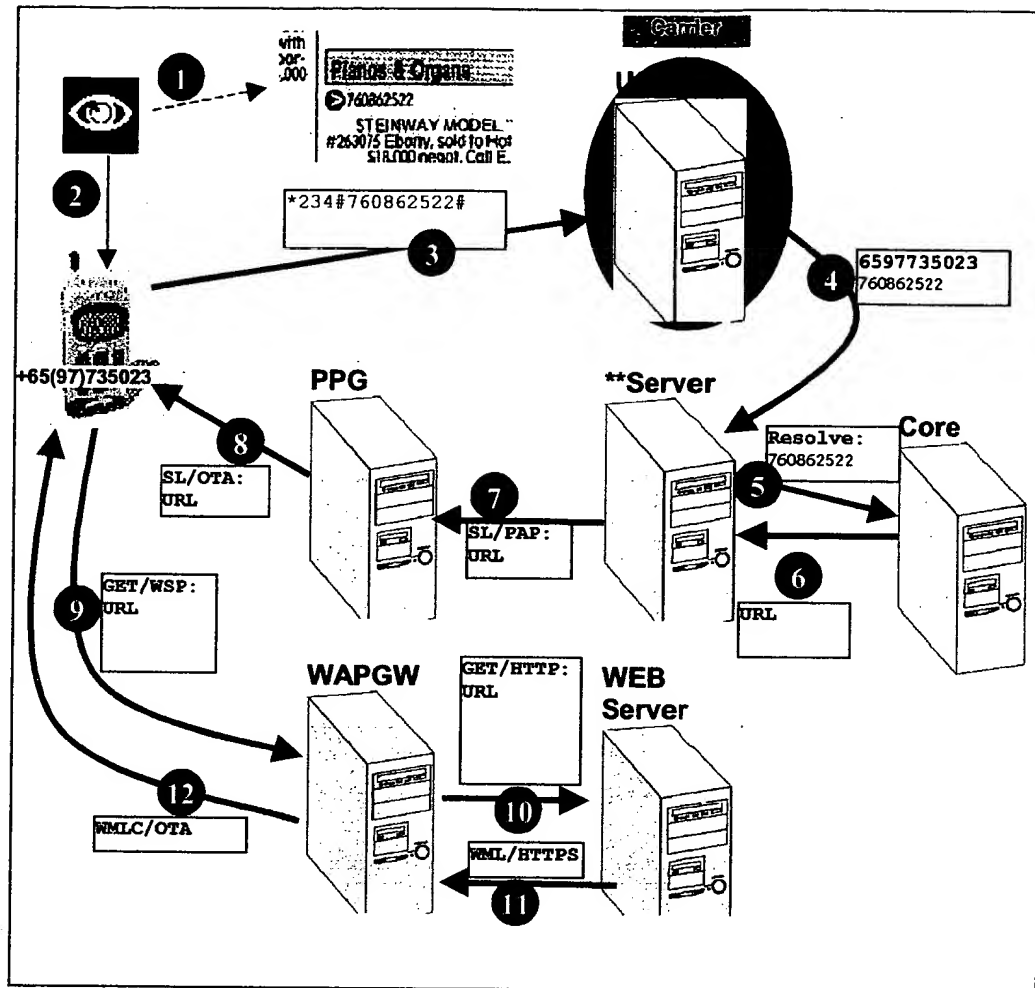 Carrier
with
por-
,000
Pianos & Organs
760862522
STEINWAY MODEL
#263075 Ebony, sold to Hot
$18,000 negot. Call E.
1
2
*234#760862522#
3
4
6597735023
760862522
+65(97)735023
PPG
**Server
Resolve:
760862522
Core
5
8
SL/OTA:
URL
7
SL/PAP:
URL
6
URL
9
GET/WSP:
URL
WAPGW
GET/HTTP:
URL
WEB
Server
12
WMLC/OTA
10
WML/HTTPS
11